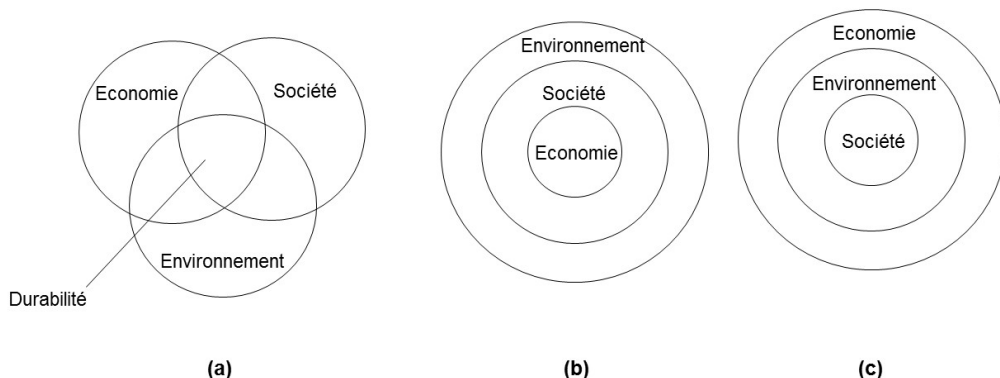 Economie
Société
Environnement
Durabilité
(a)
Environnement
Société
Economie
(b)
Economie
Environnement
Société
(c)